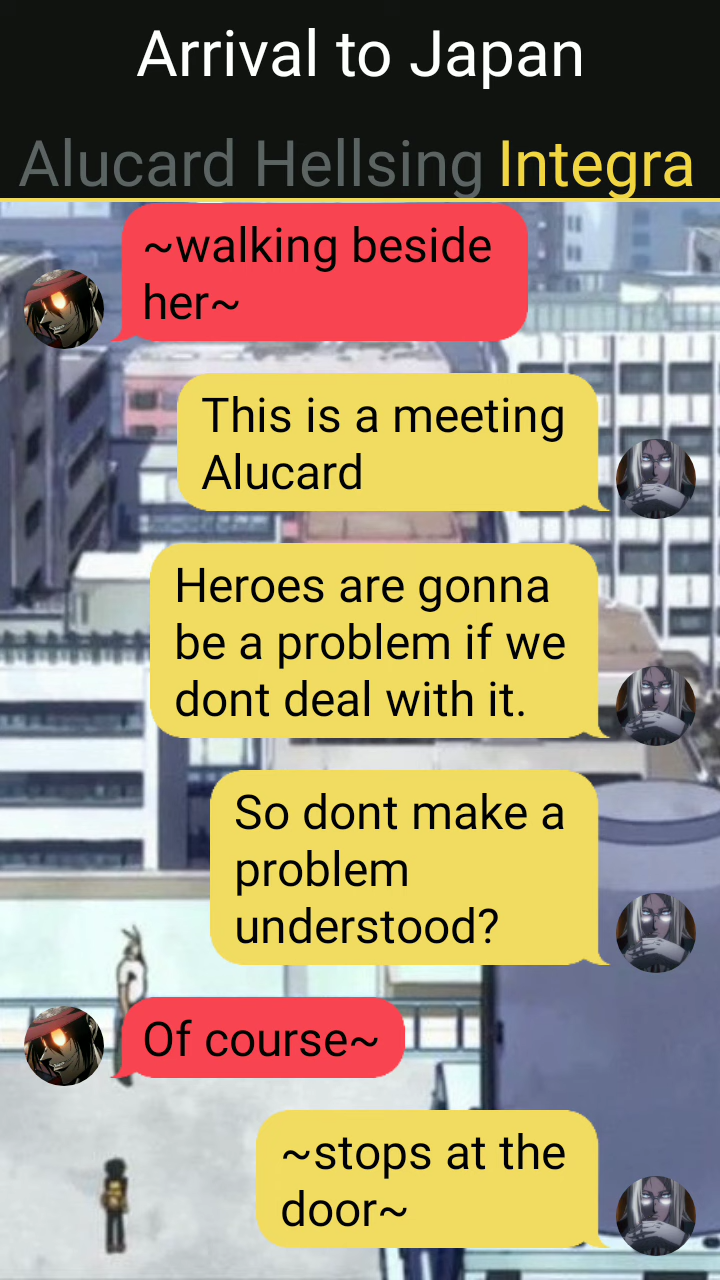 Arrival to Japan
Alucard Hellsing Integra
~walking beside
her~
This is a meeting
Alucard
Heroes are gonna
be a problem if we
dont deal with it.
So dont make a
problem
understood?
Of course~
~stops at the
door~